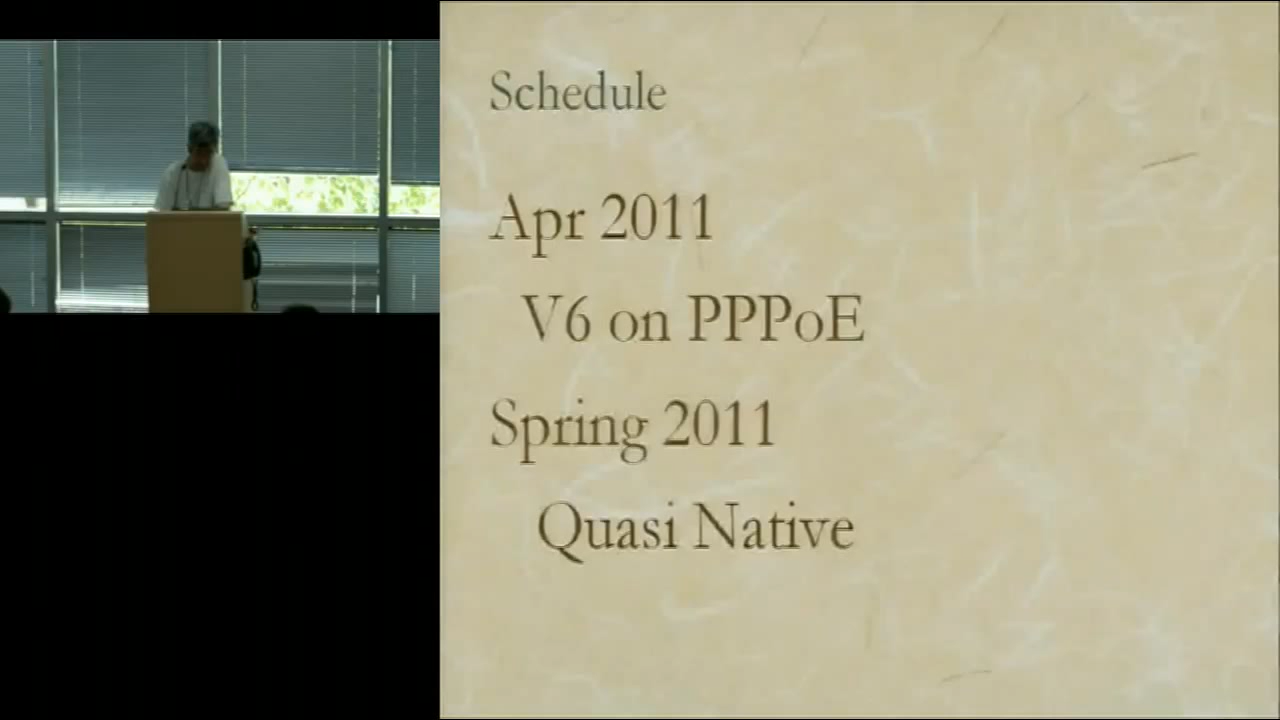 Schedule
Apr 2011
V6 on PPPoE
Spring 2011
Quasi Native